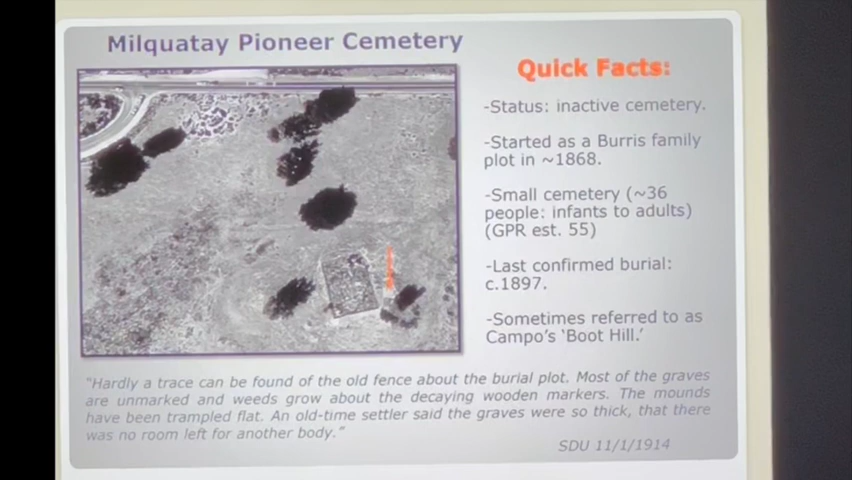 Milquatay Pioneer Cemetery
Quick Facts:
-Status: inactive cemetery.
-Started as a Burris family
plot in ~1868.
-Small cemetery (~36
people: infants to adults)
(GPR est. 55)
-Last confirmed burial:
c.1897.
-Sometimes referred to as
Campo's 'Boot Hill.'
"Hardly a trace can be found of the old fence about the burial plot. Most of the graves
are unmarked and weeds grow about the decaying wooden markers. The mounds
have been trampled flat. An old-time settler said the graves were so thick, that there
was no room left for another body."
SDU 11/1/1914